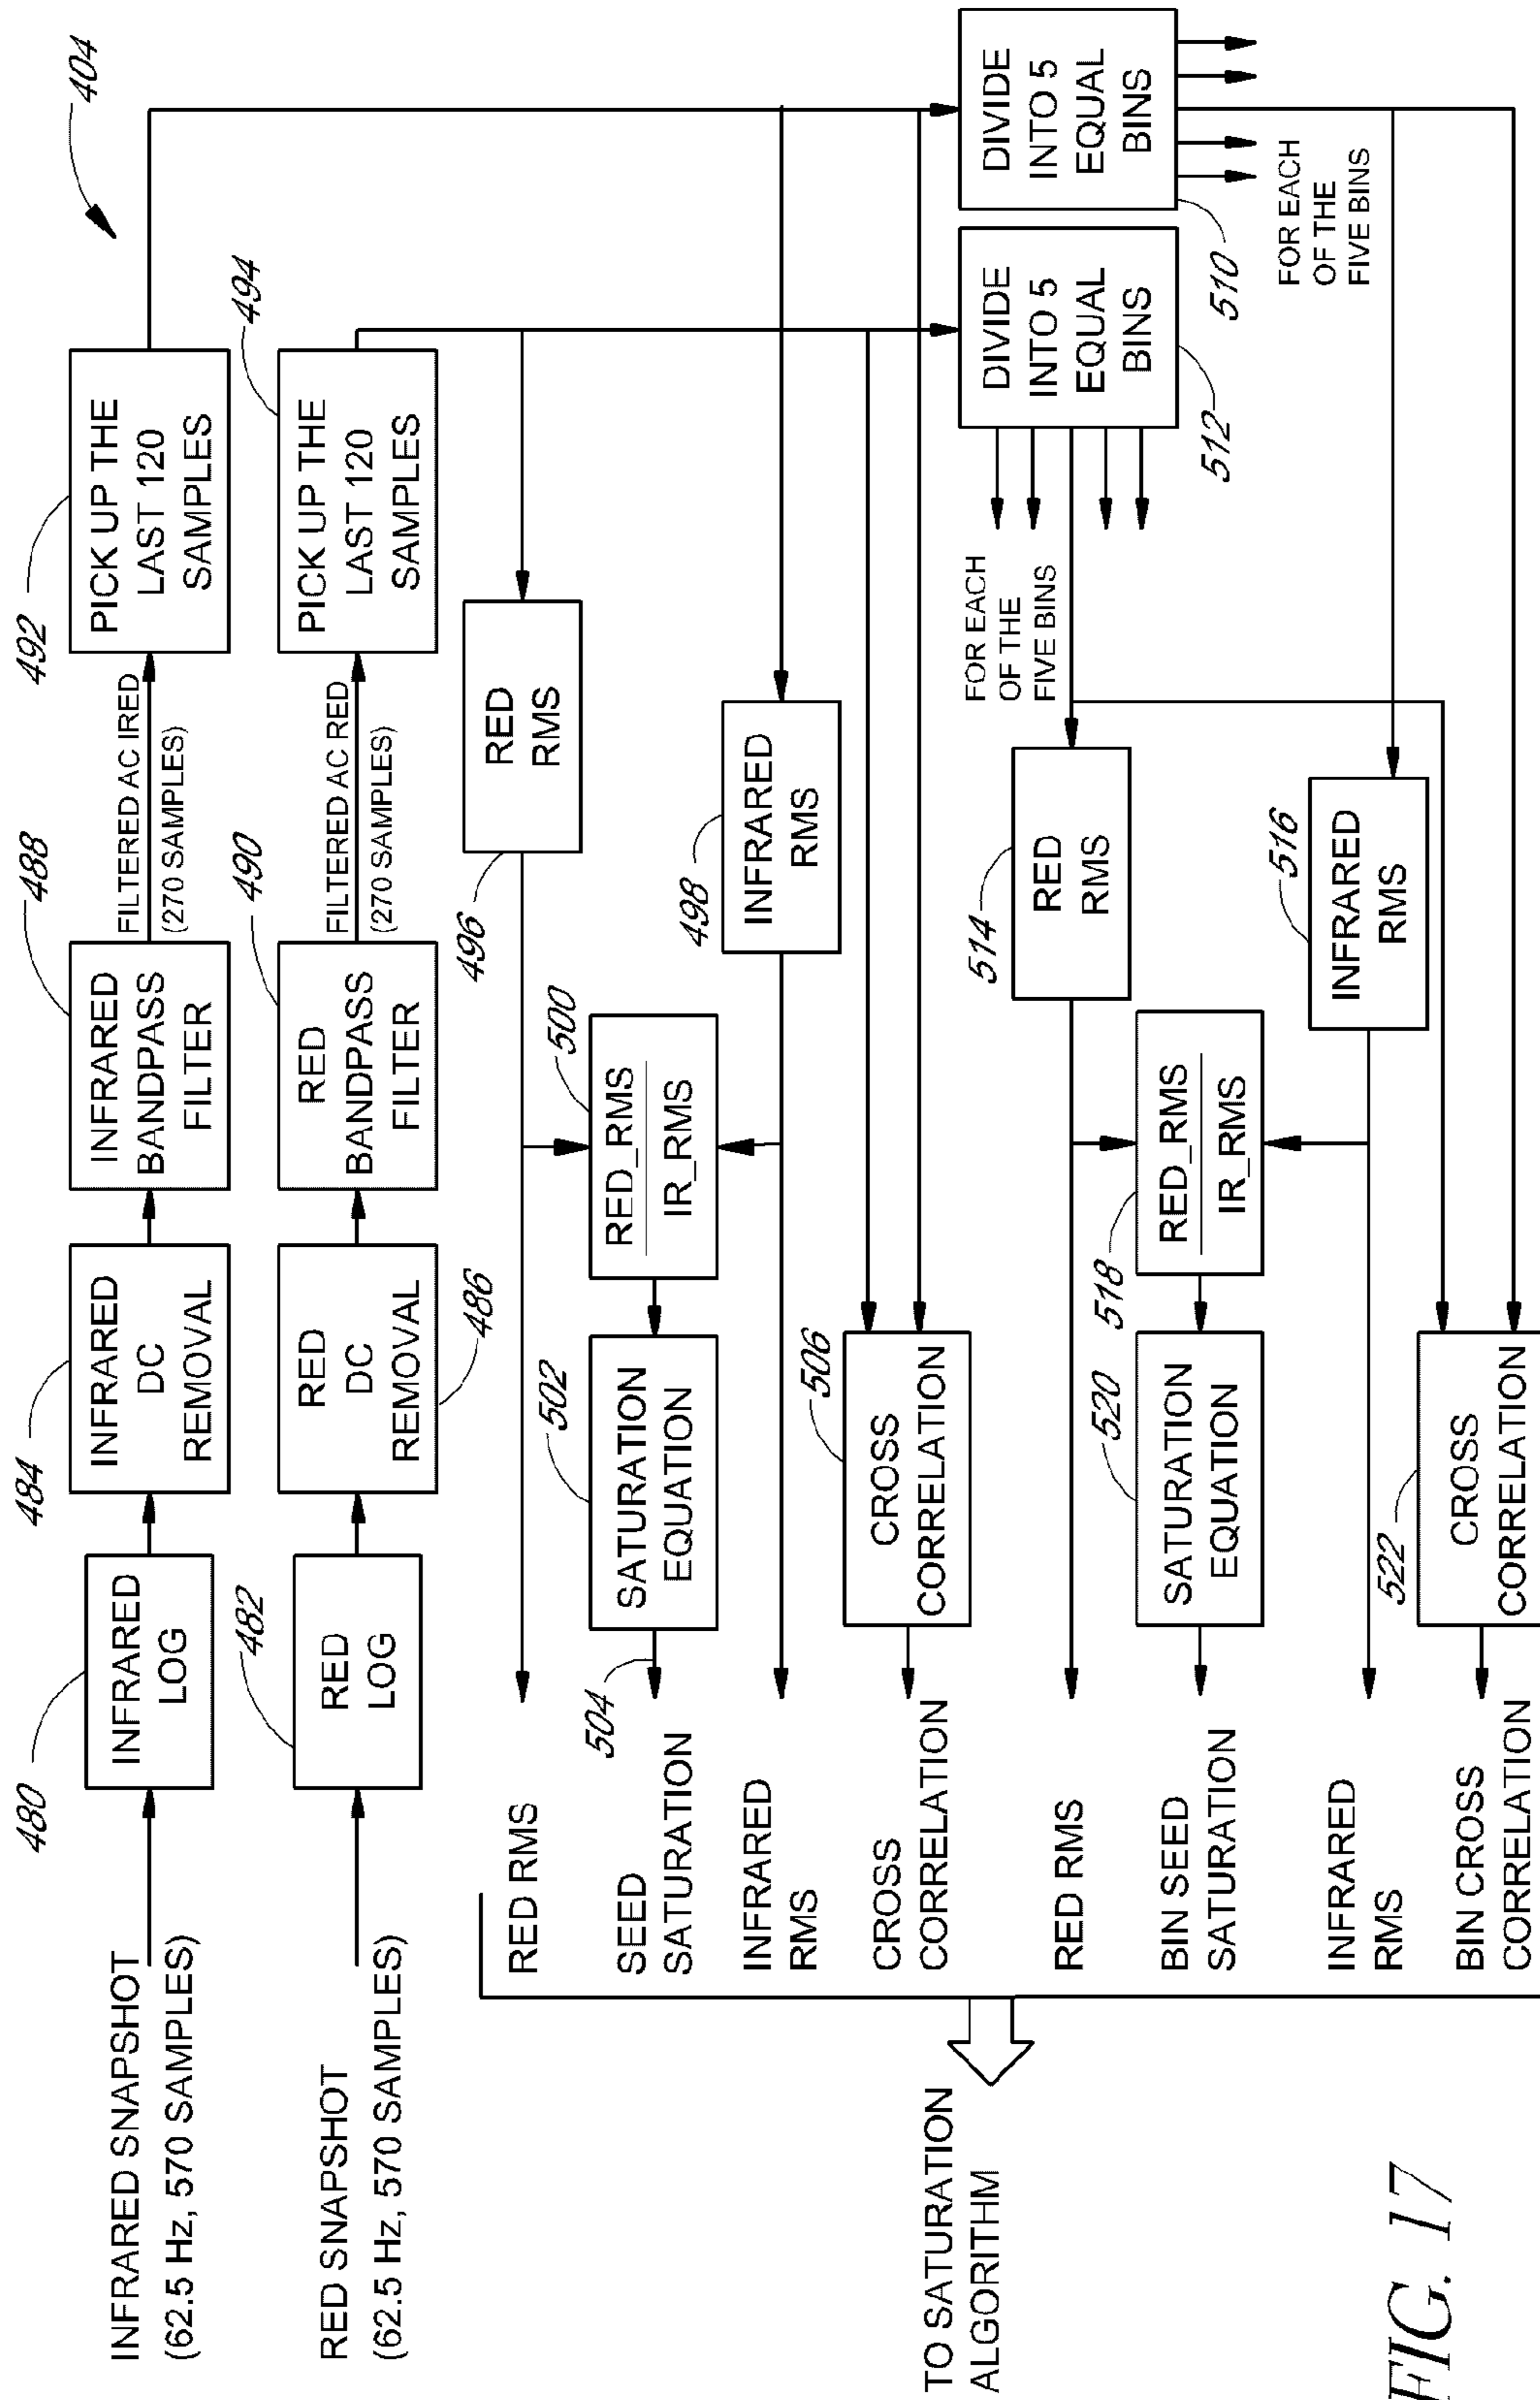 404
INFRARED SNAPSHOT
(62.5 Hz, 570 SAMPLES)
480
INFRARED
LOG
484
INFRARED
DC
REMOVAL
488
INFRARED
BANDPASS
FILTER
FILTERED AC IRED
(270 SAMPLES)
492
PICK UP THE
LAST 120
SAMPLES
RED SNAPSHOT
(62.5 Hz, 570 SAMPLES)
482
RED
LOG
RED
DC
REMOVAL
486
490
RED
BANDPASS
FILTER
FILTERED AC RED
(270 SAMPLES)
494
PICK UP THE
LAST 120
SAMPLES
RED RMS
496
RED
RMS
SEED
SATURATION
504
502
SATURATION
EQUATION
500
RED_RMS
IR_RMS
INFRARED
RMS
498
INFRARED
RMS
CROSS
CORRELATION
506
CROSS
CORRELATION
DIVIDE
INTO 5
EQUAL
BINS
512
DIVIDE
INTO 5
EQUAL
BINS
510
FOR EACH
OF THE
FIVE BINS
FOR EACH
OF THE
FIVE BINS
RED RMS
514
RED
RMS
BIN SEED
SATURATION
520
SATURATION
EQUATION
518
RED_RMS
IR_RMS
INFRARED
RMS
516
INFRARED
RMS
BIN CROSS
CORRELATION
522
CROSS
CORRELATION
TO SATURATION
ALGORITHM
FIG. 17